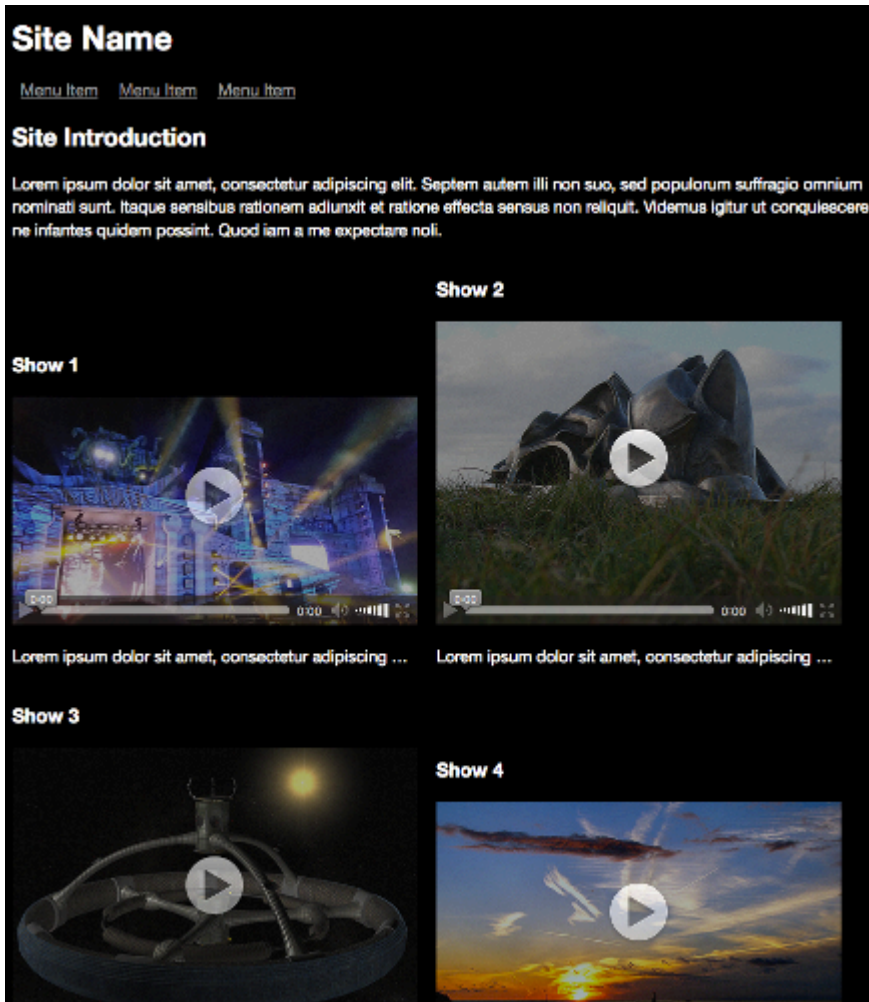 Site Name
Menu Item Menu Item Menu Item
Site Introduction
Lorem ipsum dolor sit amet, consectetur adipiscing elit. Septem autem illi non suo, sed populorum suffragio omnium
nominati sunt. Itaque sensibus rationem adiunxit et ratione effecta sensus non reliquit. Videmus igitur ut conquiescere
ne infantes quidem possint. Quod iam a me expectare noli.
Show 1
0:00
0:00
Lorem ipsum dolor sit amet, consectetur adipiscing ...
Show 2
0:00
0:00
Lorem ipsum dolor sit amet, consectetur adipiscing ...
Show 3
Show 4